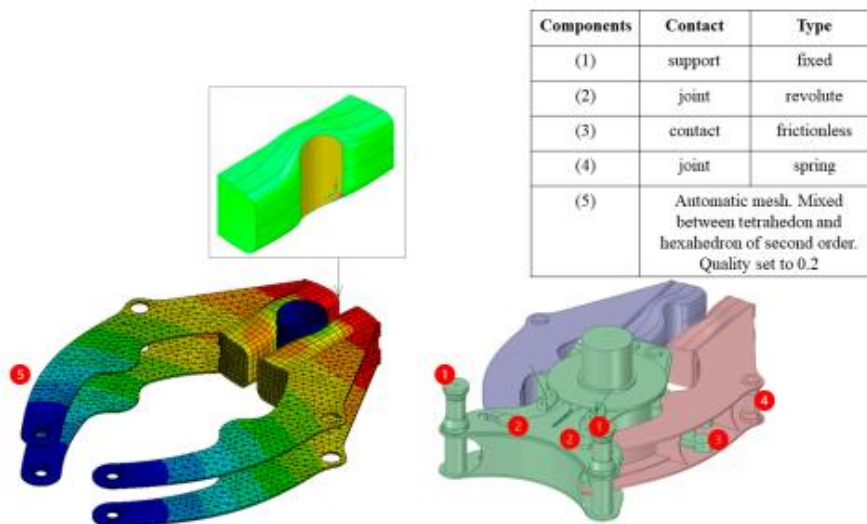 Components Contact Type
(1) support fixed
(2) joint revolute
(3) contact frictionless
(4) joint spring
(5) Automatic mesh. Mixed
between tetrahedon and
hexahedron of second order.
Quality set to 0.2
5
1
2
2
1
4
3